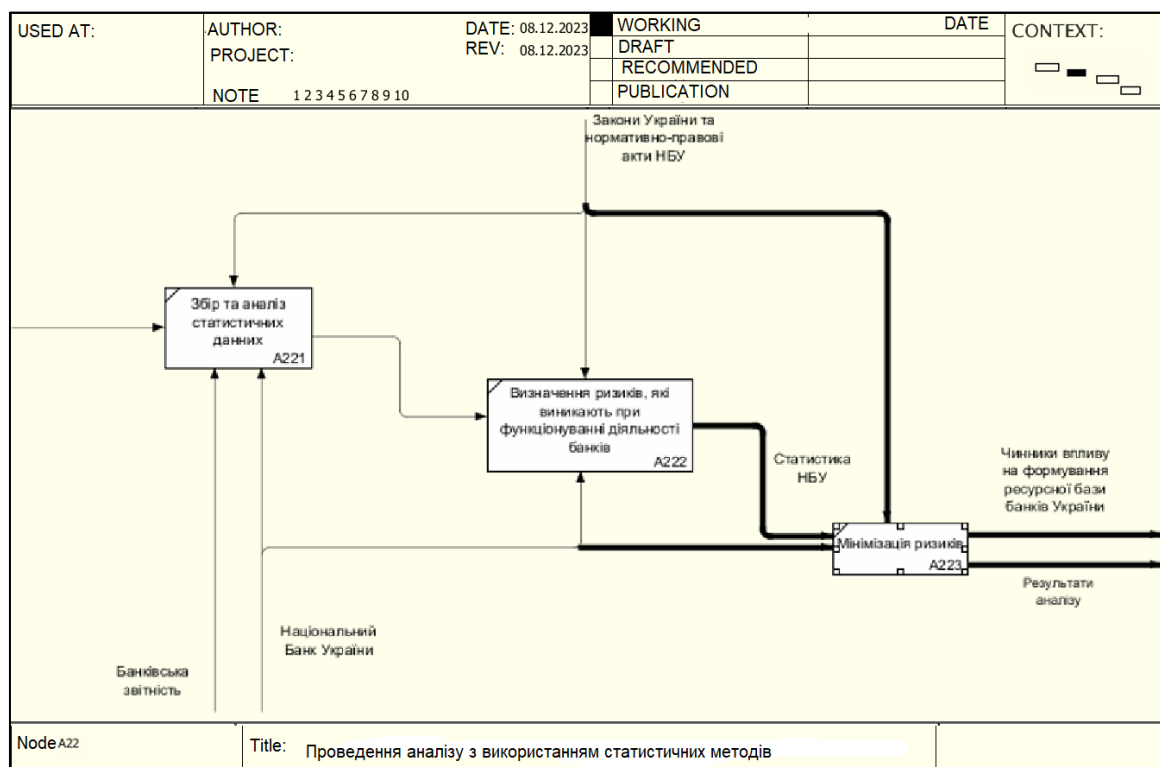 USED AT:
AUTHOR:
DATE: 08.12.2023
WORKING
DATE
CONTEXT:
PROJECT:
REV: 08.12.2023
DRAFT
RECOMMENDED
NOTE 1 2 3 4 5 6 7 8 9 10
PUBLICATION
Закони України та
нормативно-правові
акти НБУ
Збір та аналіз
статистичних
данних
A221
Визначення ризиків, які
виникають при
функціонуванні діяльності
банків
A222
Статистика
НБУ
Чинники впливу
на формування
ресурсної бази
банків України
Мінімізація ризиків
A223
Результати
аналізу
Національний
Банк України
Банківська
звітність
Node A22
Title: Проведення аналізу з використанням статистичних методів